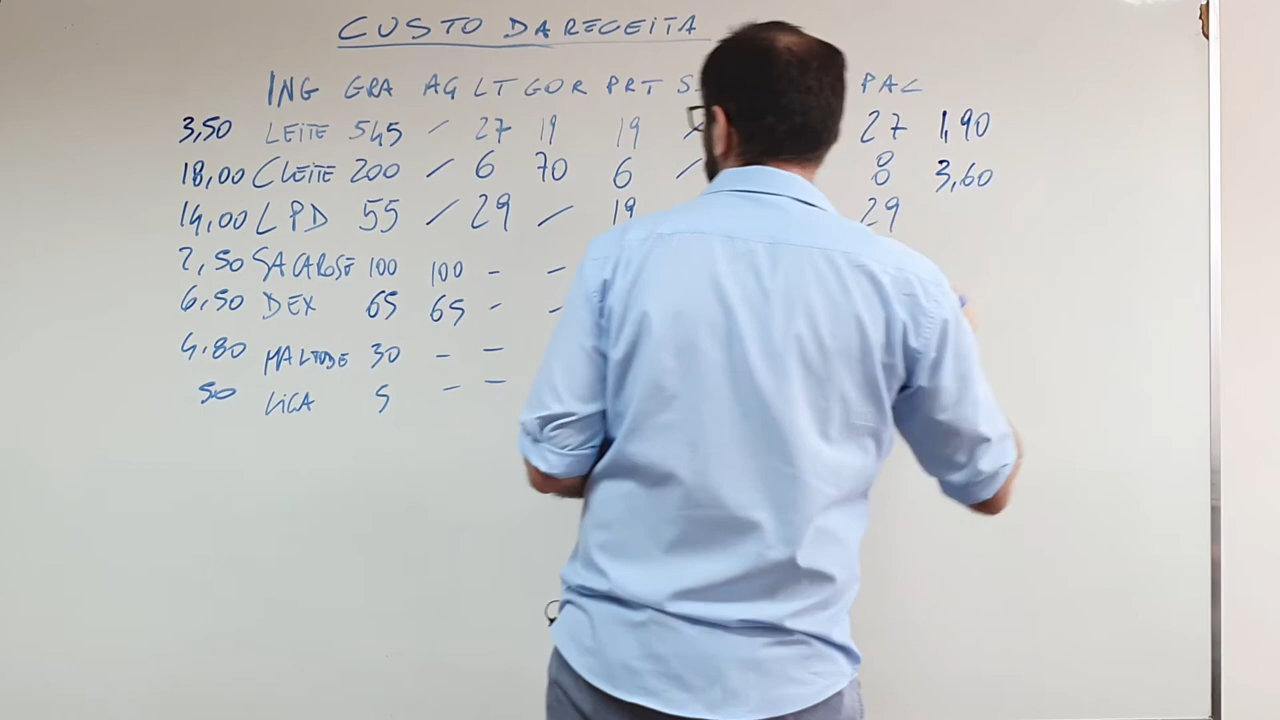 CUSTO DA RECEITA
ING GRA AG LT GOR PRT S PAC
3,50 LEITE 545 / 27 19 19 27 1,90
18,00 C LEITE 200 / 6 70 6 / 8 3,60
14,00 LPD 55 / 29 / 19 29
2,50 SACAROSE 100 100 - -
6,50 DEX 65 65 - -
4.80 MALTODE 30 - -
50 LIGA 5 - -